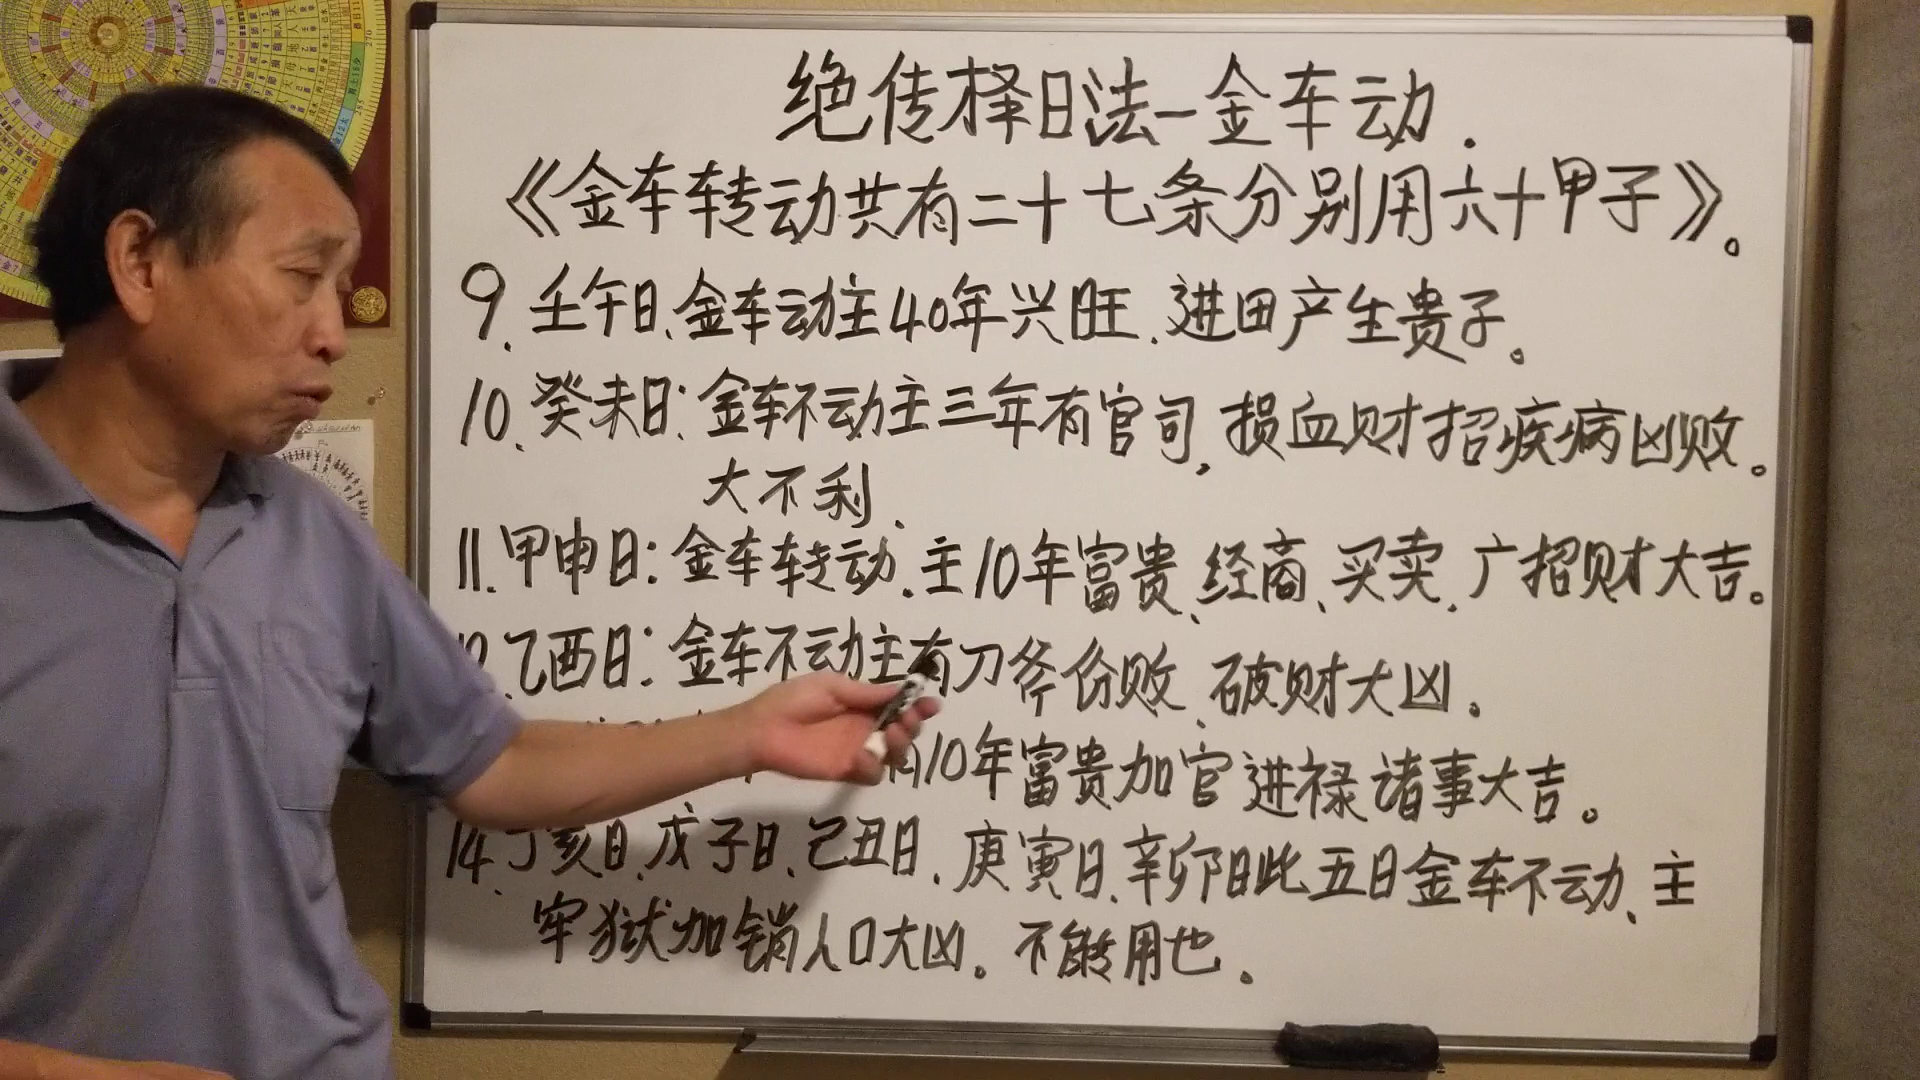 绝传择日法-金车动.
《金车转动共有二十七条分别用六十甲子》。
9.壬午日、金车动主40年兴旺.进田产生贵子。
10、癸未日:金车不动主三年有官司,损血财招疾病凶败。
大不利.
11.甲申日:金车转动.主10年富贵、经商、买卖.广招财大吉。
.乙酉日:金车不动主有刀斧份败、破财大凶.
10年富贵加官进禄诸事大吉。
14.丁亥日、戊子日、己丑日.庚寅日、辛卯日此五日金车不动、主
牢狱加锁人口大凶。不能用也.